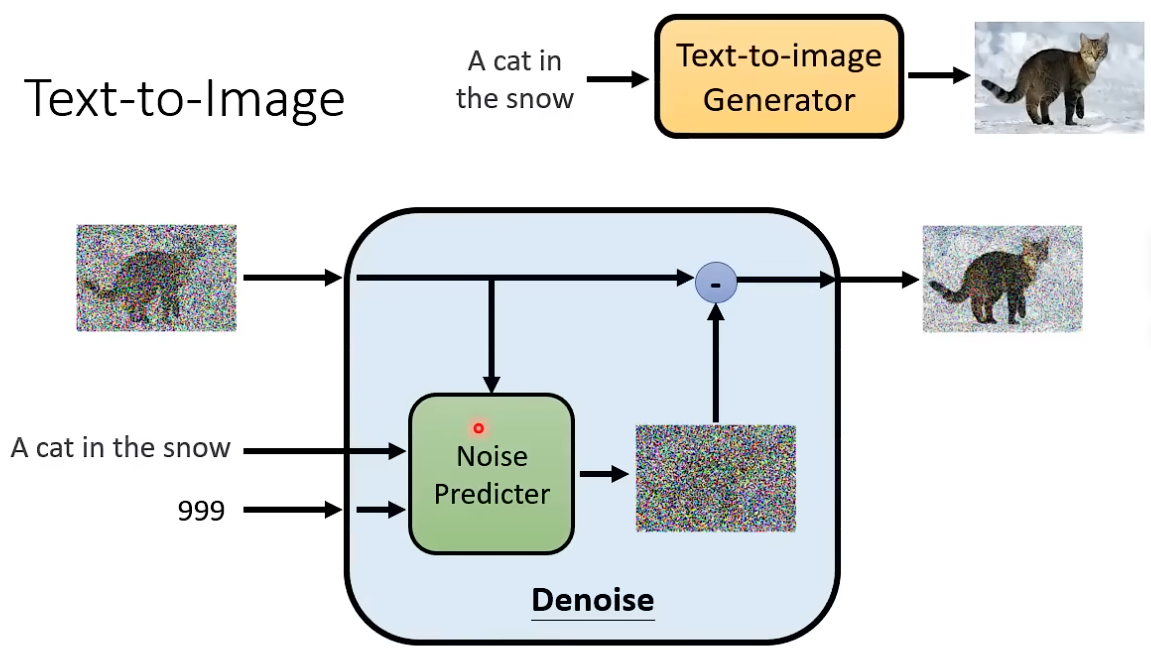 Text-to-Image
A cat in
the snow
Text-to-image
Generator
-
A cat in the snow
999
Noise
Predicter
Denoise